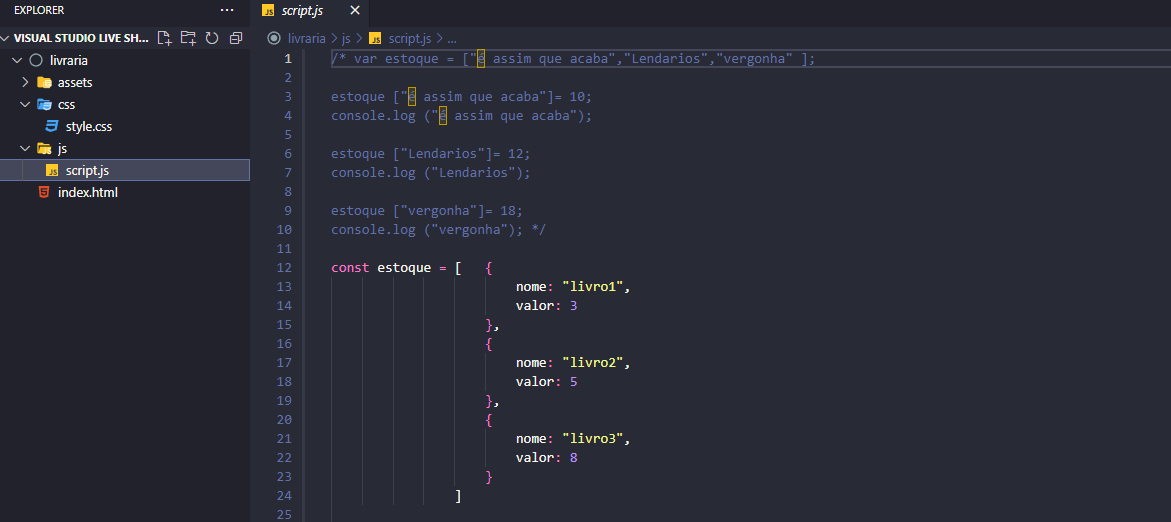 EXPLORER ...
VISUAL STUDIO LIVE SH...
livraria
assets
css
style.css
js
script.js
index.html
script.js
livraria > js > script.js > ...
1 /* var estoque = ["é assim que acaba","Lendarios","vergonha" ];
2
3 estoque ["é assim que acaba"]= 10;
4 console.log ("é assim que acaba");
5
6 estoque ["Lendarios"]= 12;
7 console.log ("Lendarios");
8
9 estoque ["vergonha"]= 18;
10 console.log ("vergonha"); */
11
12 const estoque = [ {
13 nome: "livro1",
14 valor: 3
15 },
16 {
17 nome: "livro2",
18 valor: 5
19 },
20 {
21 nome: "livro3",
22 valor: 8
23 }
24 ]
25